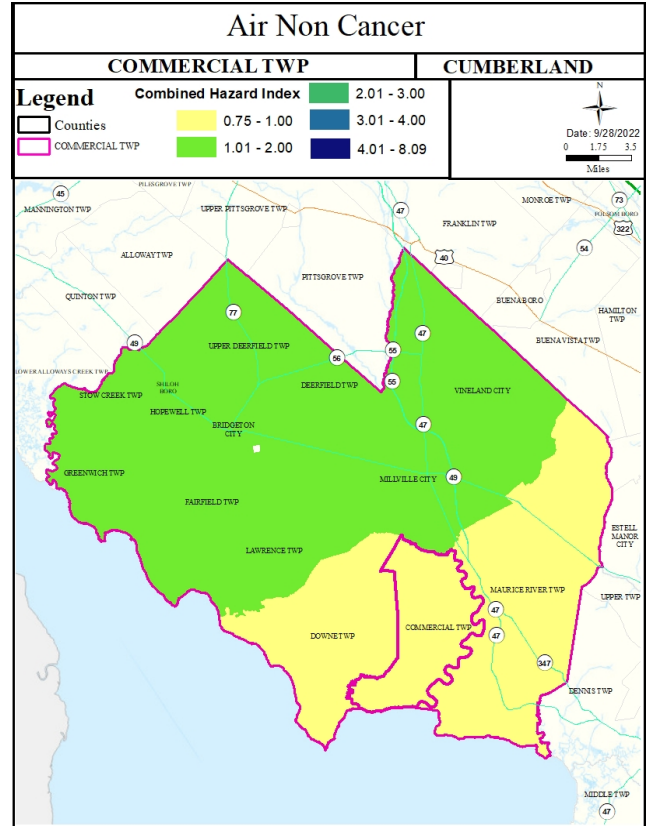 Air Non Cancer
COMMERCIAL TWP
CUMBERLAND
Legend
Combined Hazard Index
Counties
COMMERCIAL TWP
0.75 - 1.00
1.01 - 2.00
2.01 - 3.00
3.01 - 4.00
4.01 - 8.09
N
Date: 9/28/2022
0 1.75 3.5
Miles
PILESGROVE TWP
45
MANNINGTON TWP
UPPER PITTSGROVE TWP
47
MONROE TWP
73
FOLSOM BORO
322
FRANKLIN TWP
54
ALLOWAY TWP
40
PITTSGROVE TWP
QUINTON TWP
BUENA BORO
HAMILTON
TWP
77
49
47
BUENA VISTA TWP
UPPER DEERFIELD TWP
55
56
LOWER ALLOWAYS CREEK TWP
DEERFIELD TWP
55
SHILOH
BORO
STOW CREEK TWP
VINELAND CITY
HOPEWELL TWP
BRIDGETON
CITY
47
GREENWICH TWP
MILLVILLE CITY
49
FAIRFIELD TWP
ESTELL
MANOR
CITY
LAWRENCE TWP
MAURICE RIVER TWP
UPPER TWP
47
COMMERCIAL TWP
DOWNE TWP
47
347
DENNIS TWP
MIDDLE TWP
47